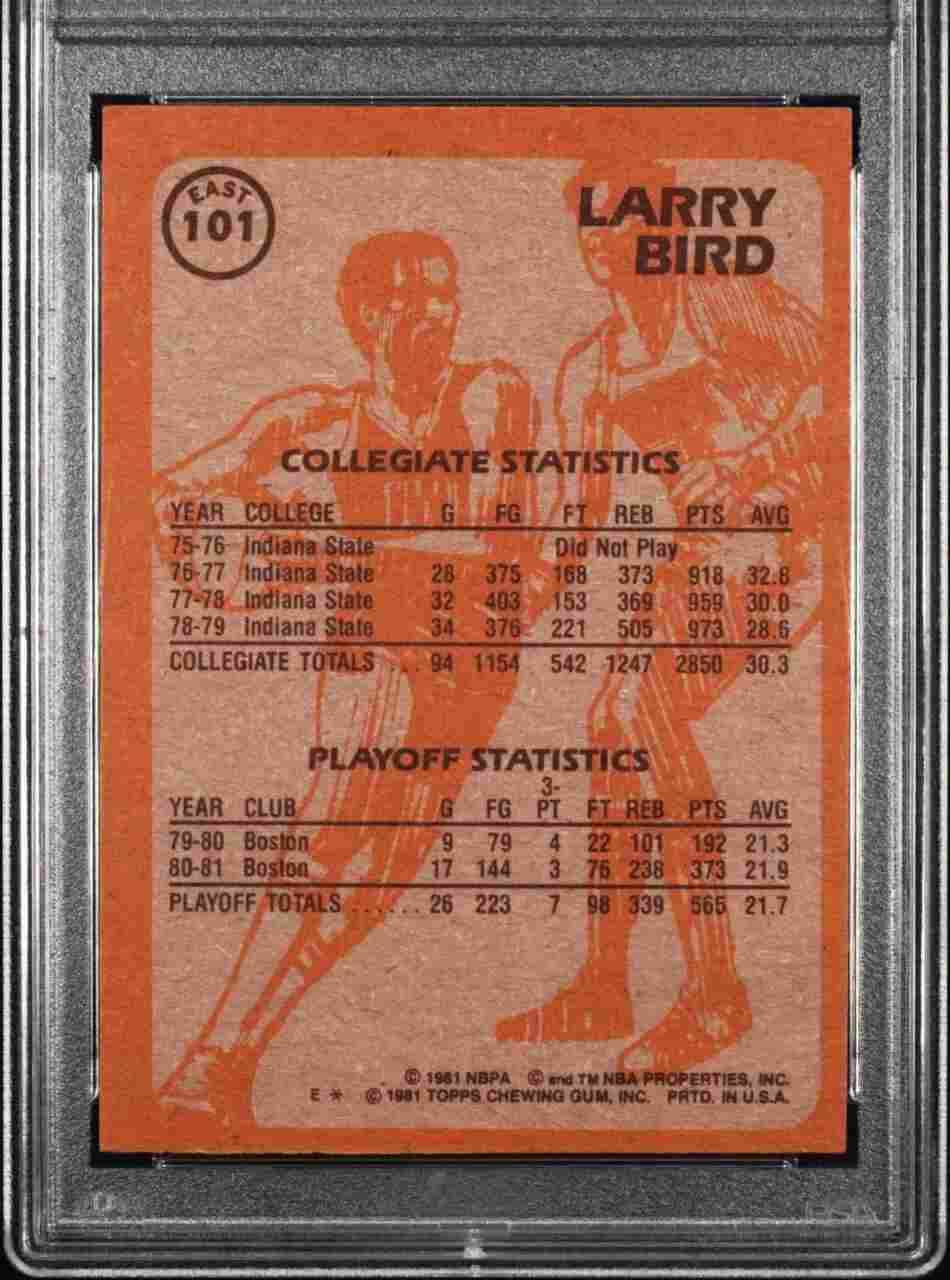 EAST
101
LARRY
BIRD
COLLEGIATE STATISTICS
YEAR COLLEGE G FG FT REB PTS AVG
75-76 Indiana State Did Not Play
76-77 Indiana State 28 375 168 373 918 32.8
77-78 Indiana State 32 403 153 369 959 30.0
78-79 Indiana State 34 376 221 505 973 28.6
COLLEGIATE TOTALS ... 94 1154 542 1247 2850 30.3
PLAYOFF STATISTICS
3-
YEAR CLUB G FG PT FT REB PTS AVG
79-80 Boston 9 79 4 22 101 192 21.3
80-81 Boston 17 144 3 76 238 373 21.9
PLAYOFF TOTALS ...... 26 223 7 98 339 565 21.7
© 1981 NBPA © and TM NBA PROPERTIES, INC.
E * © 1981 TOPPS CHEWING GUM, INC. PRTD. IN U.S.A.